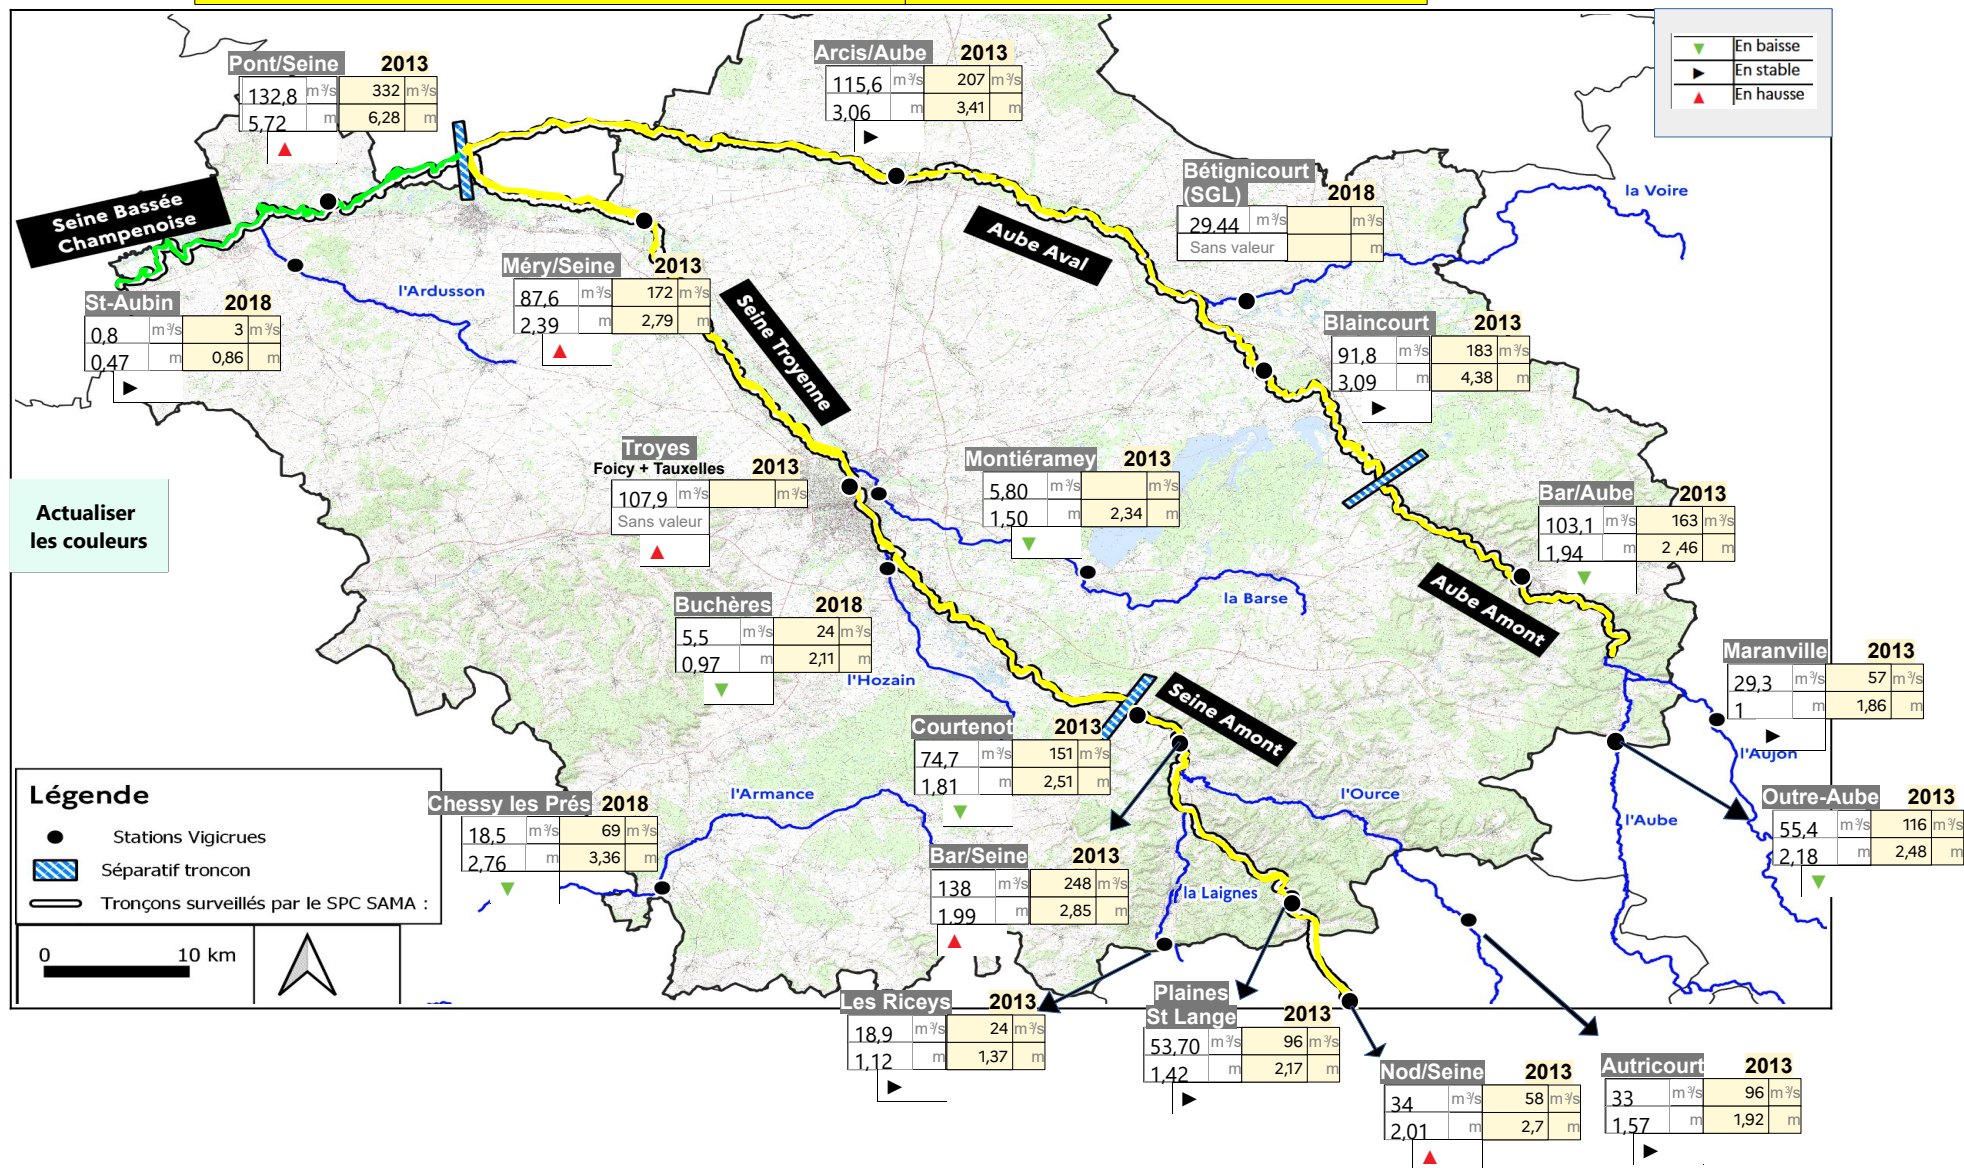 En baisse
En stable
En hausse
Pont/Seine 2013
132,8 m³/s 332 m³/s
5,72 m 6,28 m
Arcis/Aube 2013
115,6 m³/s 207 m³/s
3,06 m 3,41 m
Bétignicourt
(SGL) 2018
29,44 m³/s m³/s
Sans valeur m
la Voire
Seine Bassée
Champenoise
Aube Aval
l'Ardusson
Méry/Seine 2013
87,6 m³/s 172 m³/s
2,39 m 2,79 m
St-Aubin 2018
0,8 m³/s 3 m³/s
0,47 m 0,86 m
Seine Troyenne
Blaincourt 2013
91,8 m³/s 183 m³/s
3,09 m 4,38 m
Troyes
Foicy + Tauxelles 2013
107,9 m³/s m³/s
Sans valeur
Montiéramey 2013
5,80 m³/s m³/s
1,50 m 2,34 m
Bar/Aube 2013
103,1 m³/s 163 m³/s
1,94 m 2 ,46 m
Actualiser
les couleurs
Aube Amont
la Barse
Buchères 2018
5,5 m³/s 24 m³/s
0,97 m 2,11 m
l'Hozain
Maranville 2013
29,3 m³/s 57 m³/s
1 m 1,86 m
l'Aujon
Seine Amont
Courtenot 2013
74,7 m³/s 151 m³/s
1,81 m 2,51 m
l'Armance
l'Ource
l'Aube
Outre-Aube 2013
55,4 m³/s 116 m³/s
2,18 m 2,48 m
Chessy les Prés 2018
18,5 m³/s 69 m³/s
2,76 m 3,36 m
Bar/Seine 2013
138 m³/s 248 m³/s
1,99 m 2,85 m
la Laignes
Légende
Stations Vigicrues
Séparatif troncon
Tronçons surveillés par le SPC SAMA :
0 10 km
Les Riceys 2013
18,9 m³/s 24 m³/s
1,12 m 1,37 m
Plaines
St Lange 2013
53,70 m³/s 96 m³/s
1,42 m 2,17 m
Nod/Seine 2013
34 m³/s 58 m³/s
2,01 m 2,7 m
Autricourt 2013
33 m³/s 96 m³/s
1,57 m 1,92 m